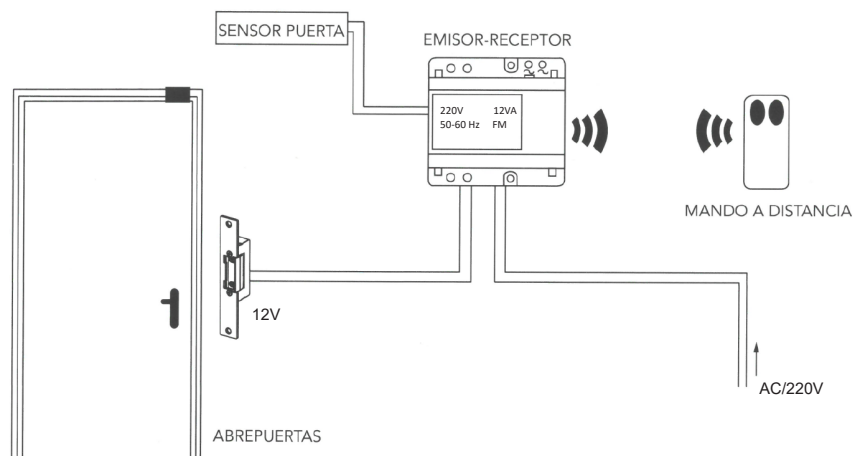 SENSOR PUERTA
EMISOR-RECEPTOR
220V 12VA
50-60 Hz FM
MANDO A DISTANCIA
12V
AC/220V
ABREPUERTAS